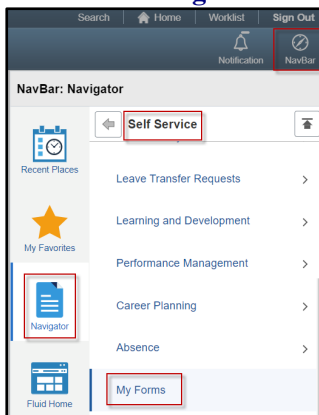 Search Home Worklist Sign Out
Notification NavBar
NavBar: Navigator
Self Service
Recent Places
Leave Transfer Requests
Learning and Development
My Favorites
Performance Management
Career Planning
Navigator
Absence
My Forms
Fluid Home